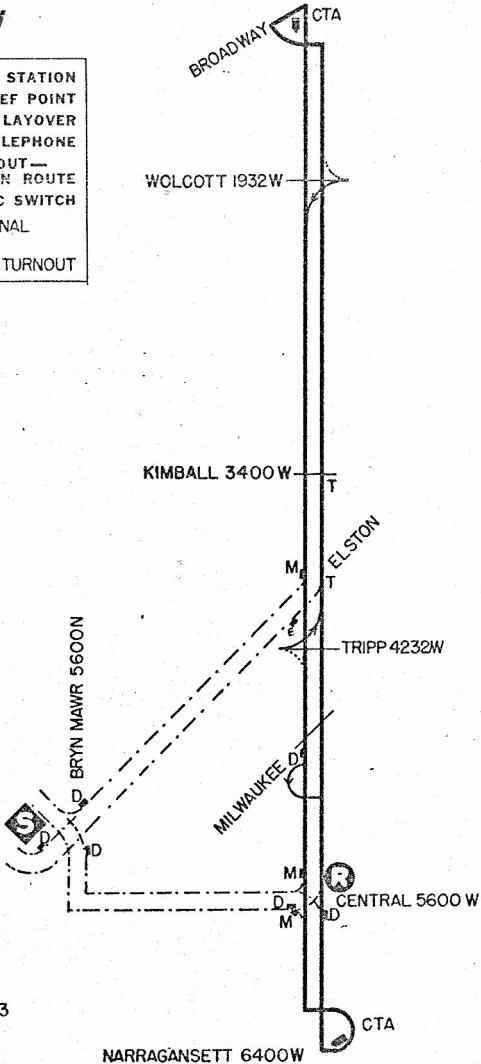 CTA
BROADWAY
STATION
EF POINT
LAYOVER
LEPHONE
OUT—
N ROUTE
C SWITCH
NAL
TURNOUT
WOLCOTT 1932W
KIMBALL 3400W
T
ELSTON
M
T
TRIPP 4232W
BRYN MAWR 5600N
MILWAUKEE
D
D
S
D
D
M
R
CENTRAL 5600 W
D
M
D
3
CTA
NARRAGANSETT 6400W